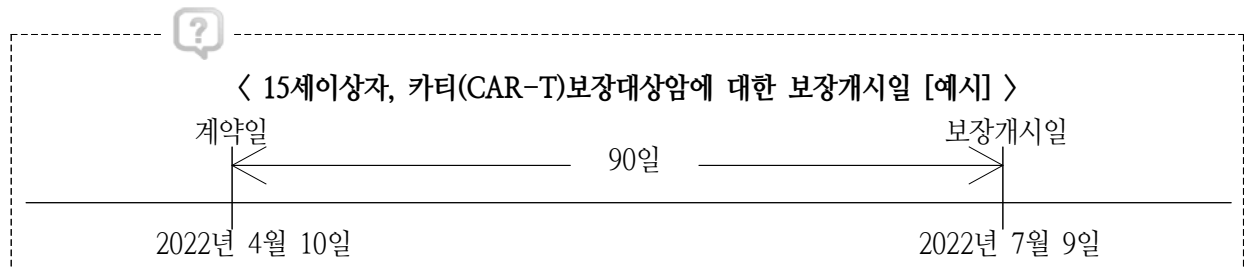 ?
〈 15세이상자, 카티(CAR-T)보장대상암에 대한 보장개시일 [예시] 〉
계약일 보장개시일
90일
2022년 4월 10일 2022년 7월 9일